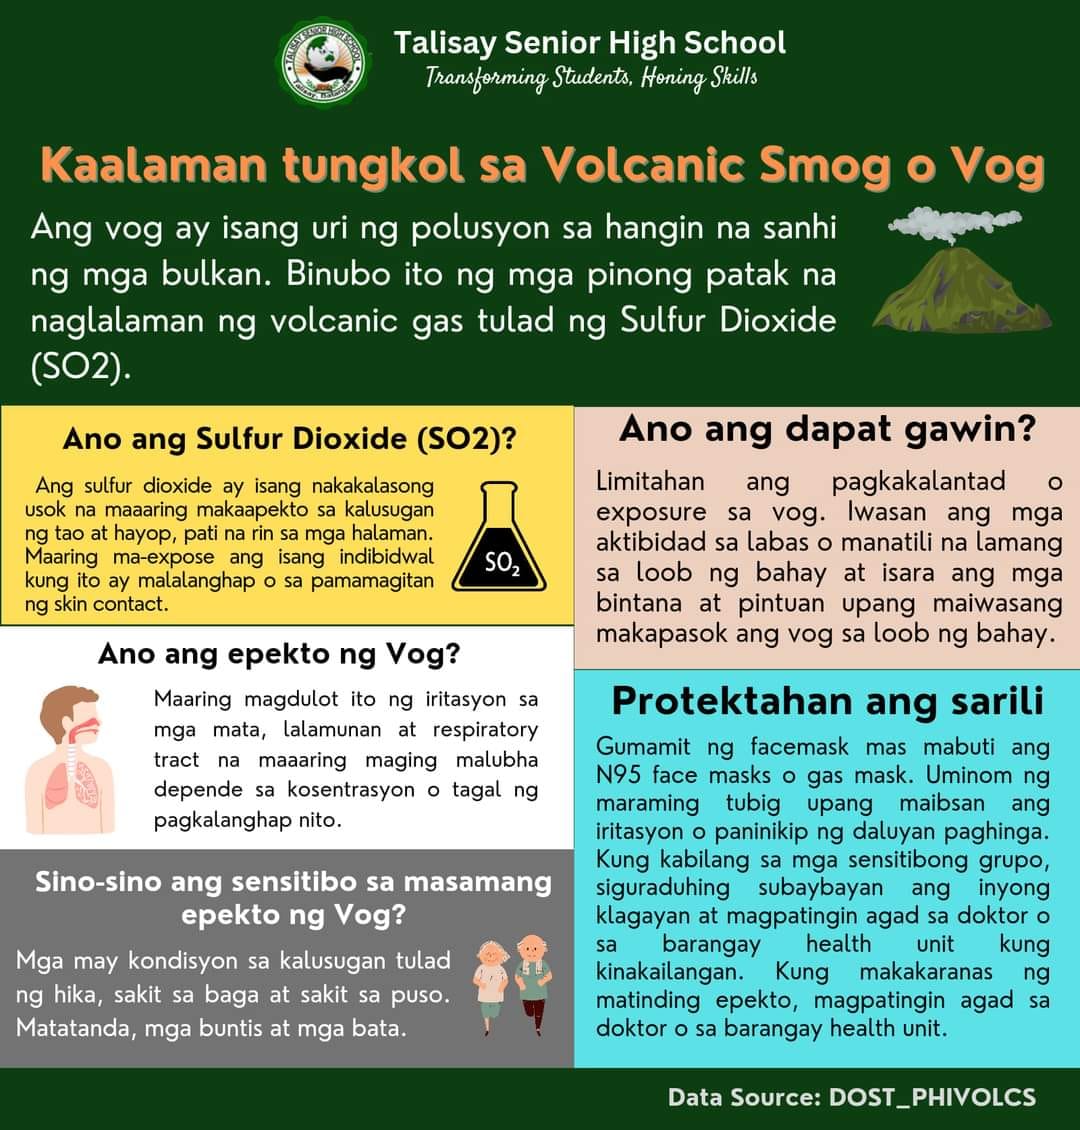 TALISAY SENIOR HIGH SCHOOL
Talisay, Batangas
Talisay Senior High School
Transforming Students, Honing Skills
Kaalaman tungkol sa Volcanic Smog o Vog
Ang vog ay isang uri ng polusyon sa hangin na sanhi
ng mga bulkan. Binubo ito ng mga pinong patak na
naglalaman ng volcanic gas tulad ng Sulfur Dioxide
(SO2).
Ano ang Sulfur Dioxide (SO2)?
Ang sulfur dioxide ay isang nakakalasong
usok na maaaring makaapekto sa kalusugan
ng tao at hayop, pati na rin sa mga halaman.
Maaring ma-expose ang isang indibidwal
kung ito ay malalanghap o sa pamamagitan
ng skin contact.
SO₂
Ano ang epekto ng Vog?
Maaring magdulot ito ng iritasyon sa
mga mata, lalamunan at respiratory
tract na maaaring maging malubha
depende sa kosentrasyon o tagal ng
pagkalanghap nito.
Sino-sino ang sensitibo sa masamang
epekto ng Vog?
Mga may kondisyon sa kalusugan tulad
ng hika, sakit sa baga at sakit sa puso.
Matatanda, mga buntis at mga bata.
Ano ang dapat gawin?
Limitahan ang pagkakalantad o
exposure sa vog. Iwasan ang mga
aktibidad sa labas o manatili na lamang
sa loob ng bahay at isara ang mga
bintana at pintuan upang maiwasang
makapasok ang vog sa loob ng bahay.
Protektahan ang sarili
Gumamit ng facemask mas mabuti ang
N95 face masks o gas mask. Uminom ng
maraming tubig upang maibsan ang
iritasyon o paninikip ng daluyan paghinga.
Kung kabilang sa mga sensitibong grupo,
siguraduhing subaybayan ang inyong
klagayan at magpatingin agad sa doktor o
sa barangay health unit kung
kinakailangan. Kung makakaranas ng
matinding epekto, magpatingin agad sa
doktor o sa barangay health unit.
Data Source: DOST_PHIVOLCS